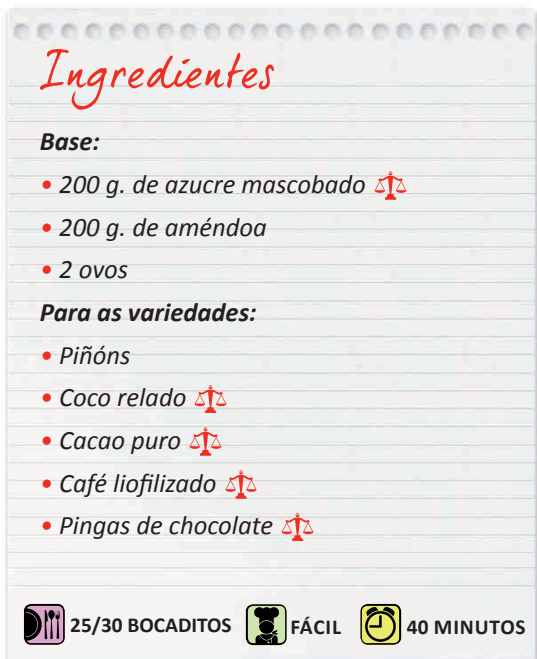 Ingredientes
Base:
• 200 g. de azucre mascobado
• 200 g. de améndoa
• 2 ovos
Para as variedades:
• Piñóns
• Coco relado
• Cacao puro
• Café liofilizado
• Pingas de chocolate
25/30 BOCADITOS FÁCIL 40 MINUTOS